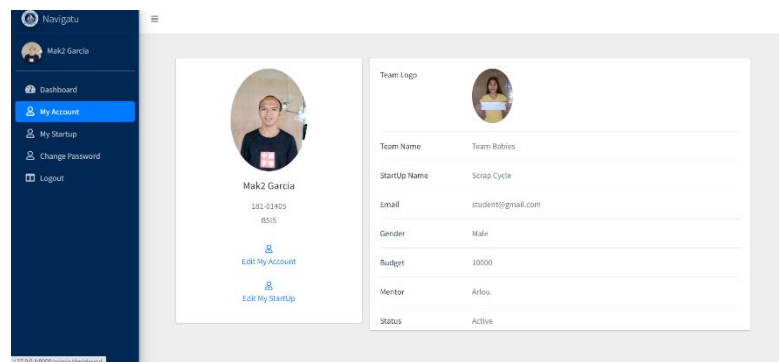 Navigatu
Mak2 Garcia
Dashboard
My Account
My Startup
Change Password
Logout
Mak2 Garcia
181-01405
BSIS
Edit My Account
Edit My StartUp
Team Logo
Team Name Team Babies
StartUp Name Scrap Cycle
Email student@gmail.com
Gender Male
Budget 10000
Mentor Arlou
Status Active